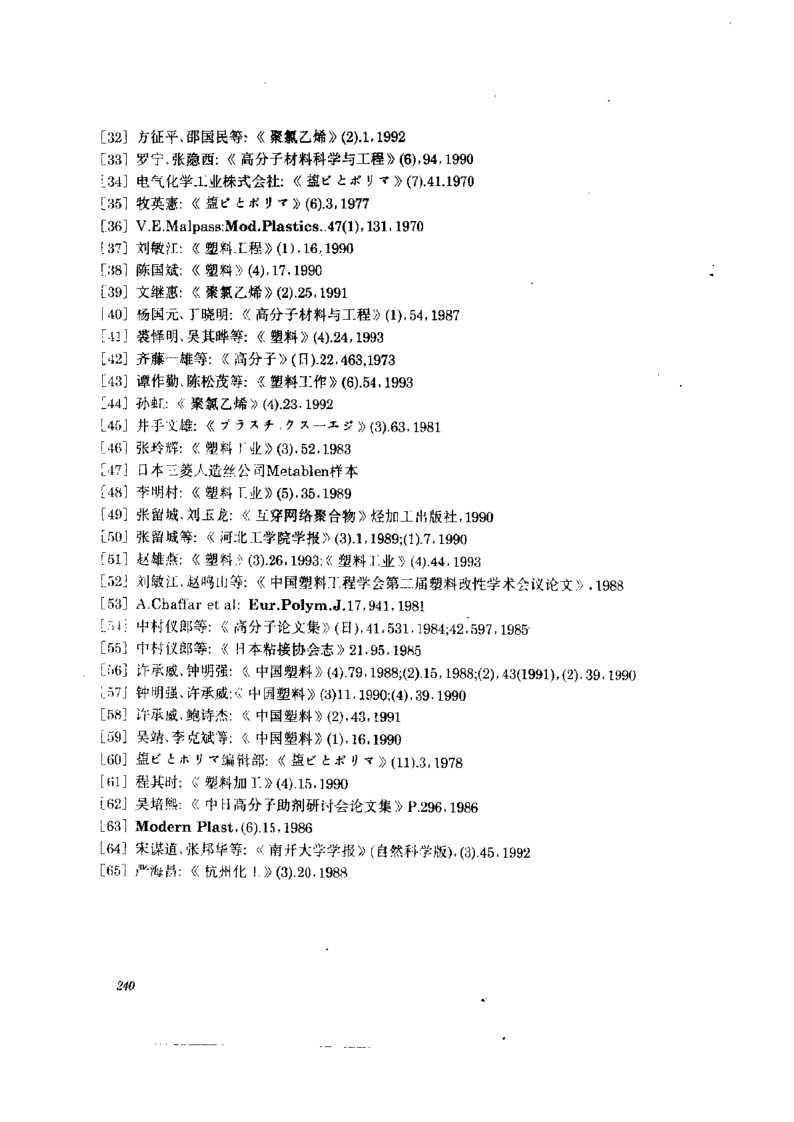 [32] 方征平、邵国民等:《聚氯乙烯》(2).1,1992
[33] 罗宁、张隐西:《高分子材料科学与工程》(6),94,1990
[34] 电气化学工业株式会社:《塩ビとポリマ》(7).41.1970
[35] 牧英憲:《塩ビとポリマ》(6).3,1977
[36] V.E.Malpass:Mod.Plastics..47(1),131,1970
[37] 刘敏江:《塑料工程》(1).16,1990
[38] 陈国斌:《塑料》(4),17.1990
[39] 文继惠:《聚氯乙烯》(2).25,1991
[40] 杨国元、丁晓明:《高分子材料与工程》(1).54,1987
[41] 裘怿明、吴其晔等:《塑料》(4).24,1993
[42] 齐藤一雄等:《高分子》(日).22.463,1973
[43] 谭作勤、陈松茂等:《塑料工作》(6).54,1993
[44] 孙虹:《聚氯乙烯》(4).23.1992
[45] 井手文雄:《プラスチックスーエジ》(3).63.1981
[46] 张玲辉:《塑料工业》(3),52.1983
[47] 日本三菱人造丝公司Metablen样本
[48] 李明村:《塑料工业》(5),35.1989
[49] 张留城、刘玉龙:《互穿网络聚合物》烃加工出版社,1990
[50] 张留城等:《河北工学院学报》(3).1,1989;(1).7,1990
[51] 赵雄燕:《塑料》(3).26,1993:《塑料工业》(4).44,1993
[52] 刘敏江、赵鸣山等:《中国塑料工程学会第二届塑料改性学术会议论文》,1988
[53] A.Chaffar et al: Eur.Polym.J.17,941,1981
[54] 中村仪郎等:《高分子论文集》(日),41,531.1984;42,597,1985
[55] 中村仪郎等:《日本粘接协会志》21.95,1985
[56] 许承威、钟明强:《中国塑料》(4).79,1988;(2).15,1988;(2),43(1991),(2).39.1990
[57] 钟明强、许承威:《中国塑料》(3)11.1990;(4).39.1990
[58] 许承威、鲍诗杰:《中国塑料》(2),43,1991
[59] 吴靖、李克斌等:《中国塑料》(1),16,1990
[60] 塩ビとポリマ编辑部:《塩ビとポリマ》(11).3,1978
[61] 程其时:《塑料加工》(4).15.1990
[62] 吴培熙:《中日高分子助剂研讨会论文集》P.296,1986
[63] Modern Plast,(6).15,1986
[64] 宋谋道、张邦华等:《南开大学学报》(自然科学版),(3).45,1992
[65] 严海昌:《杭州化工》(3).20.1988
240